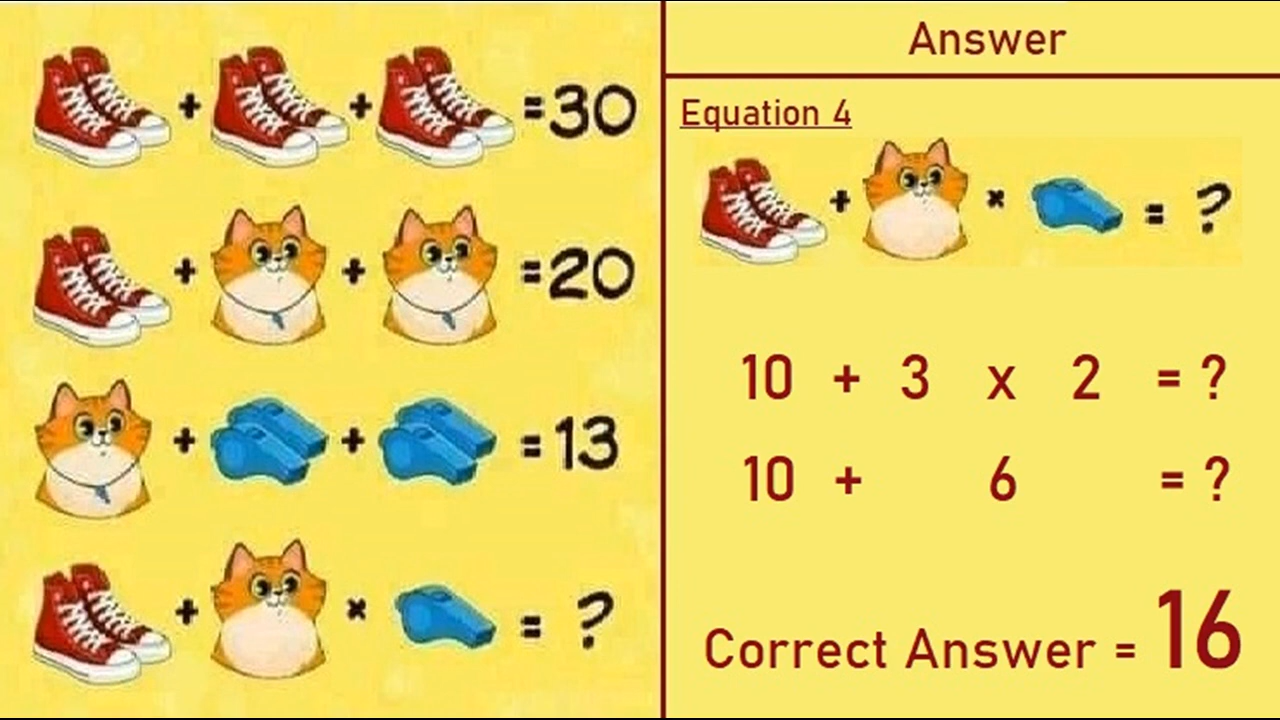 + + =30
+ + =20
+ + =13
+ × = ?
Answer
Equation 4
+ × = ?
10 + 3 x 2 = ?
10 + 6 = ?
Correct Answer = 16